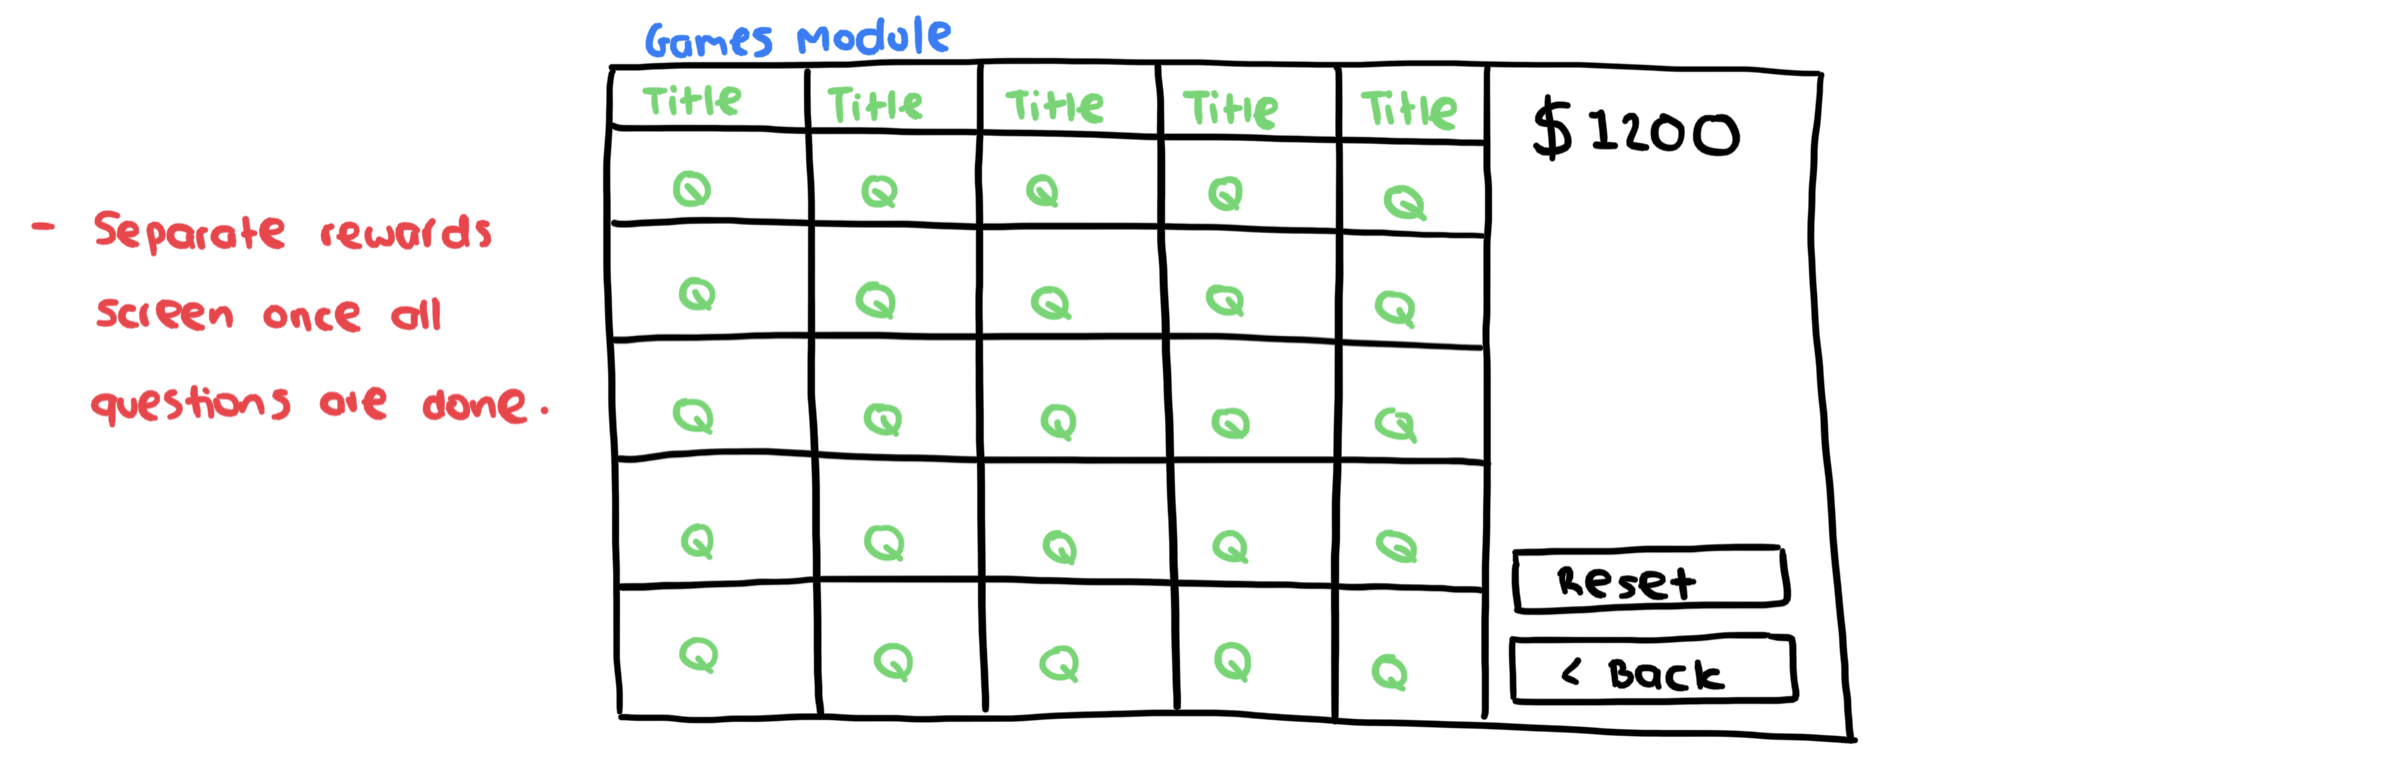 Games Module
Title Title Title Title Title
$1200
Q Q Q Q Q
- Separate rewards
screen once all
questions are done.
Q Q Q Q Q
Q Q Q Q Q
Q Q Q Q Q
Reset
Q Q Q Q Q
< Back